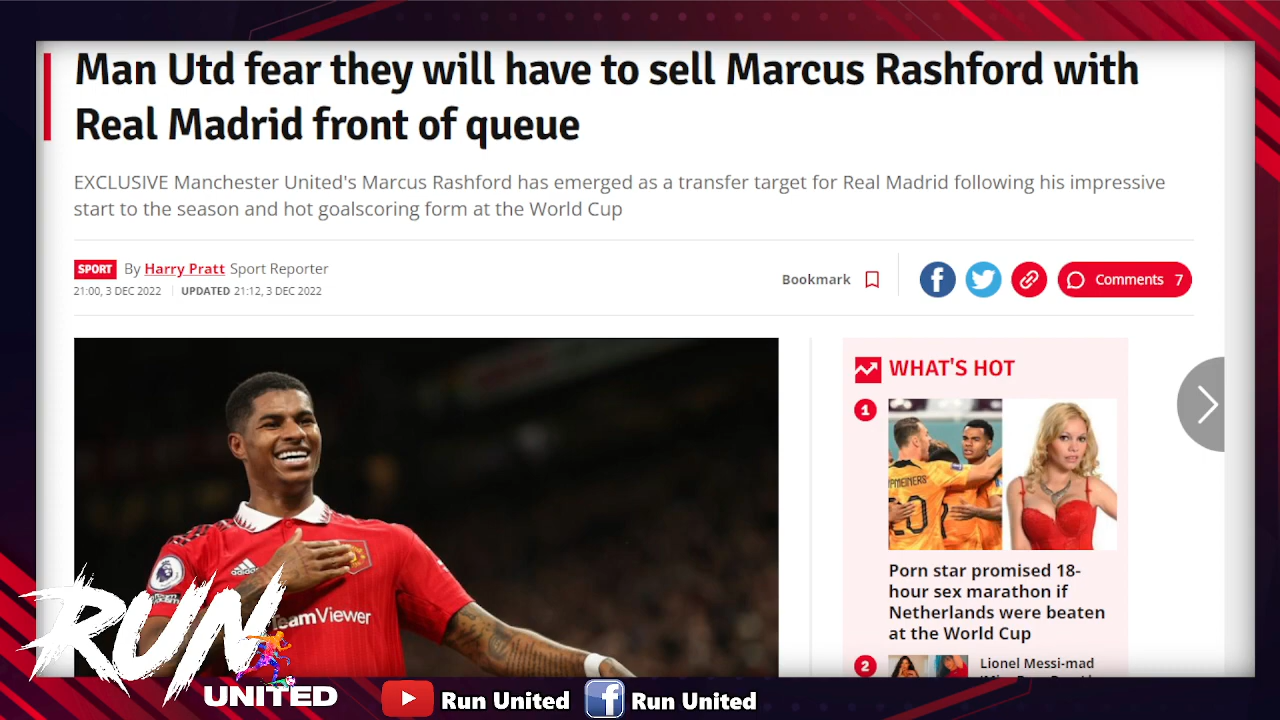 Man Utd fear they will have to sell Marcus Rashford with
Real Madrid front of queue
EXCLUSIVE Manchester United's Marcus Rashford has emerged as a transfer target for Real Madrid following his impressive
start to the season and hot goalscoring form at the World Cup
SPORT By Harry Pratt Sport Reporter
21:00, 3 DEC 2022 UPDATED 21:12, 3 DEC 2022
Bookmark
Comments 7
WHAT'S HOT
1
20
Porn star promised 18-
hour sex marathon if
Netherlands were beaten
at the World Cup
2
Lionel Messi-mad
adidas
TeamViewer
RUN
UNITED
Run United
Run United